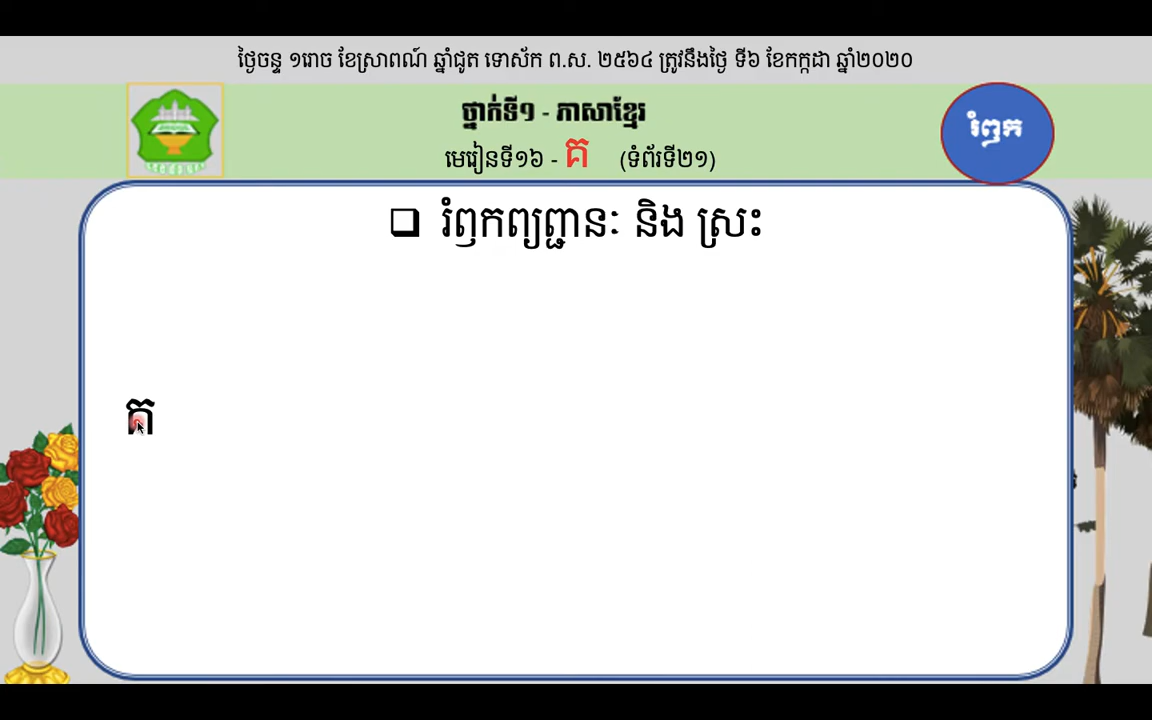 ថ្ងៃចន្ទ ១រោច ខែស្រាពណ៍ ឆ្នាំជូត ទោស័ក ព.ស. ២៥៦៤ ត្រូវនឹងថ្ងៃ ទី៦ ខែកក្កដា ឆ្នាំ២០២០
ថ្នាក់ទី១ - ភាសាខ្មែរ
មេរៀនទី១៦ - គ (ទំព័រទី២១)
រំឭក
❑ រំឭកព្យញ្ជានៈ និង ស្រះ
គ